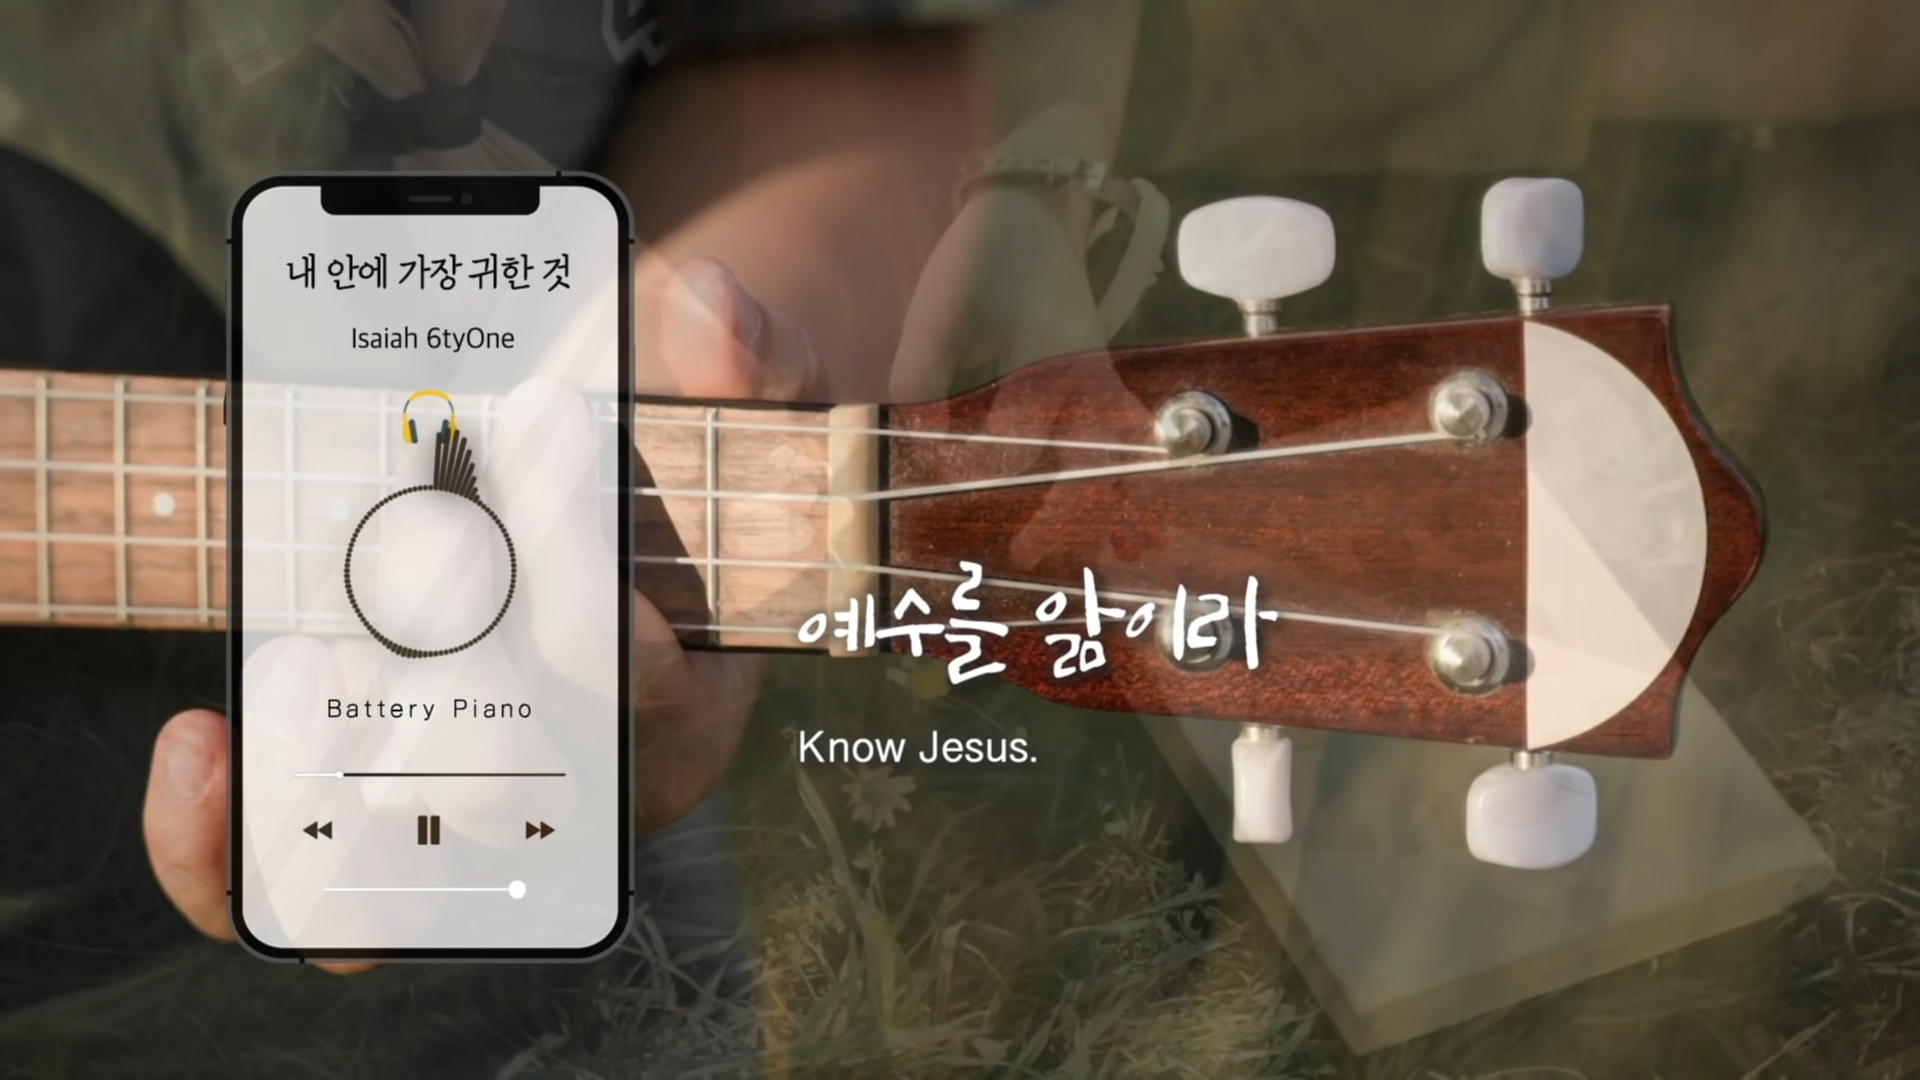 내 안에 가장 귀한 것
Isaiah 6tyOne
Battery Piano
예수를 앎이라
Know Jesus.